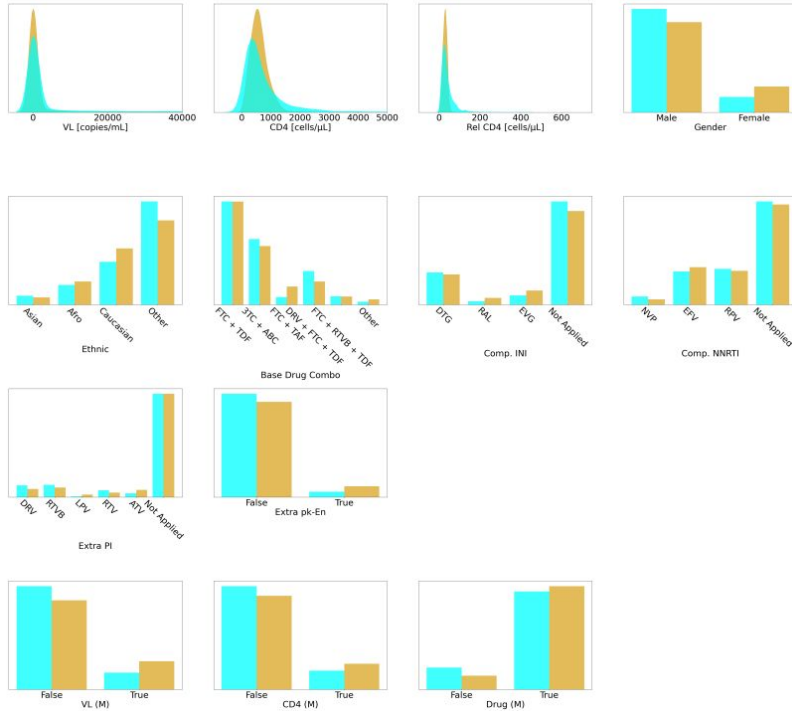 0 20000 40000
VL [copies/mL]
0 1000 2000 3000 4000 5000
CD4 [cells/µL]
0 200 400 600
Rel CD4 [cells/µL]
Male Female
Gender
Asian Afro Caucasian Other
Ethnic
FTC + TDF 3TC + ABC FTC + TAF DRV + FTC + TDF FTC + RTVB + TDF Other
Base Drug Combo
DTG RAL EVG Not Applied
Comp. INI
NVP EFV RPV Not Applied
Comp. NNRTI
DRV RTVB LPV RTV ATV Not Applied
Extra PI
False True
Extra pk-En
False True
VL (M)
False True
CD4 (M)
False True
Drug (M)